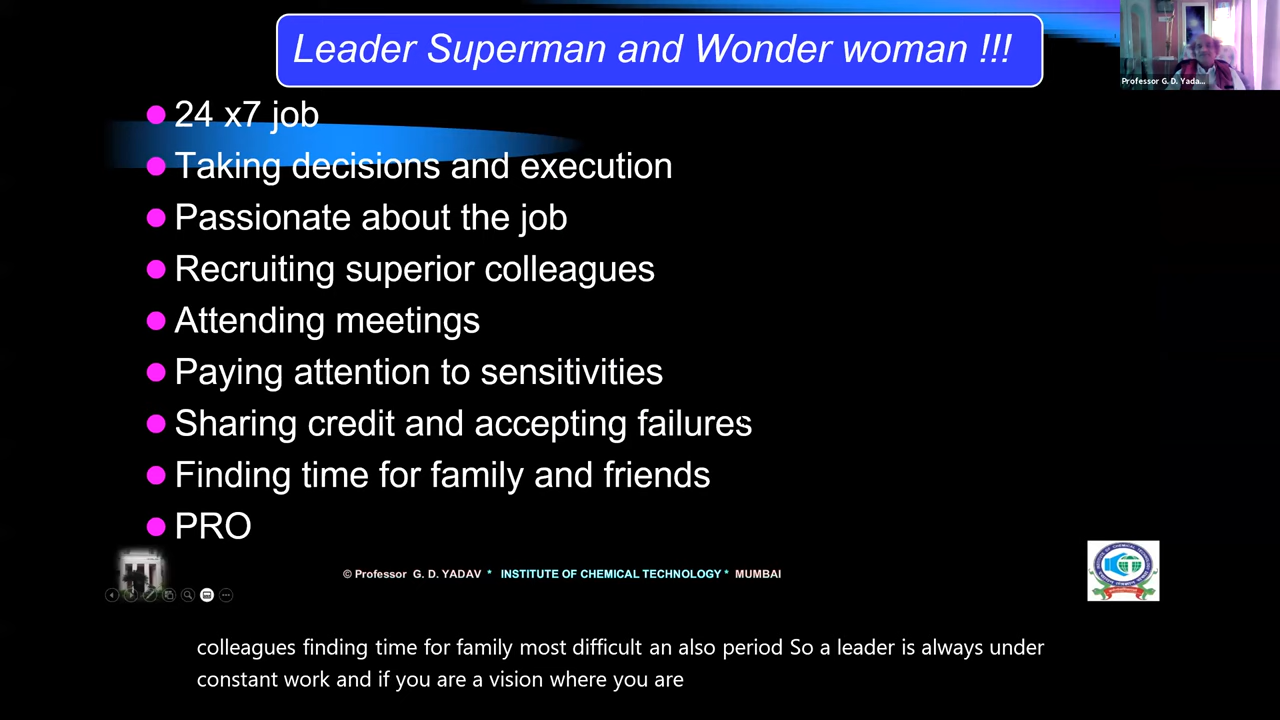 Leader Superman and Wonder woman !!!
Professor G. D. Yada...
24 x7 job
Taking decisions and execution
Passionate about the job
Recruiting superior colleagues
Attending meetings
Paying attention to sensitivities
Sharing credit and accepting failures
Finding time for family and friends
PRO
© Professor G. D. YADAV * INSTITUTE OF CHEMICAL TECHNOLOGY * MUMBAI
colleagues finding time for family most difficult an also period So a leader is always under
constant work and if you are a vision where you are